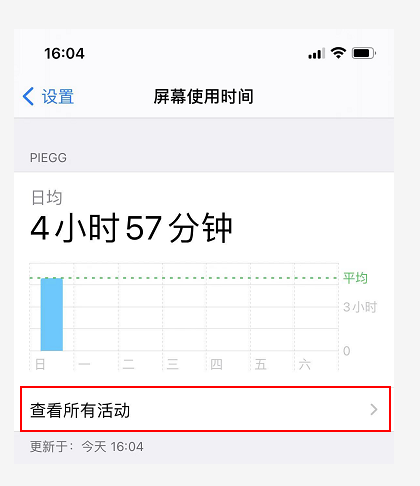 16:04
设置 屏幕使用时间
PIEGG
日均
4小时57分钟
平均
3小时
0
日 一 二 三 四 五 六
查看所有活动
更新于：今天 16:04